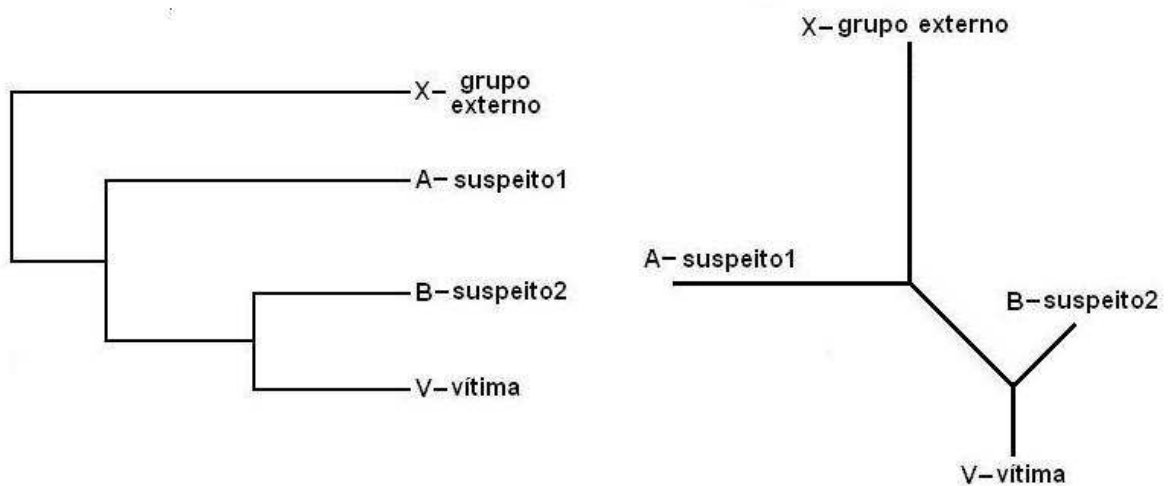 X- grupo
externo
A- suspeito1
B-suspeito2
V-vítima
X-grupo externo
A- suspeito1
B-suspeito2
V-vítima